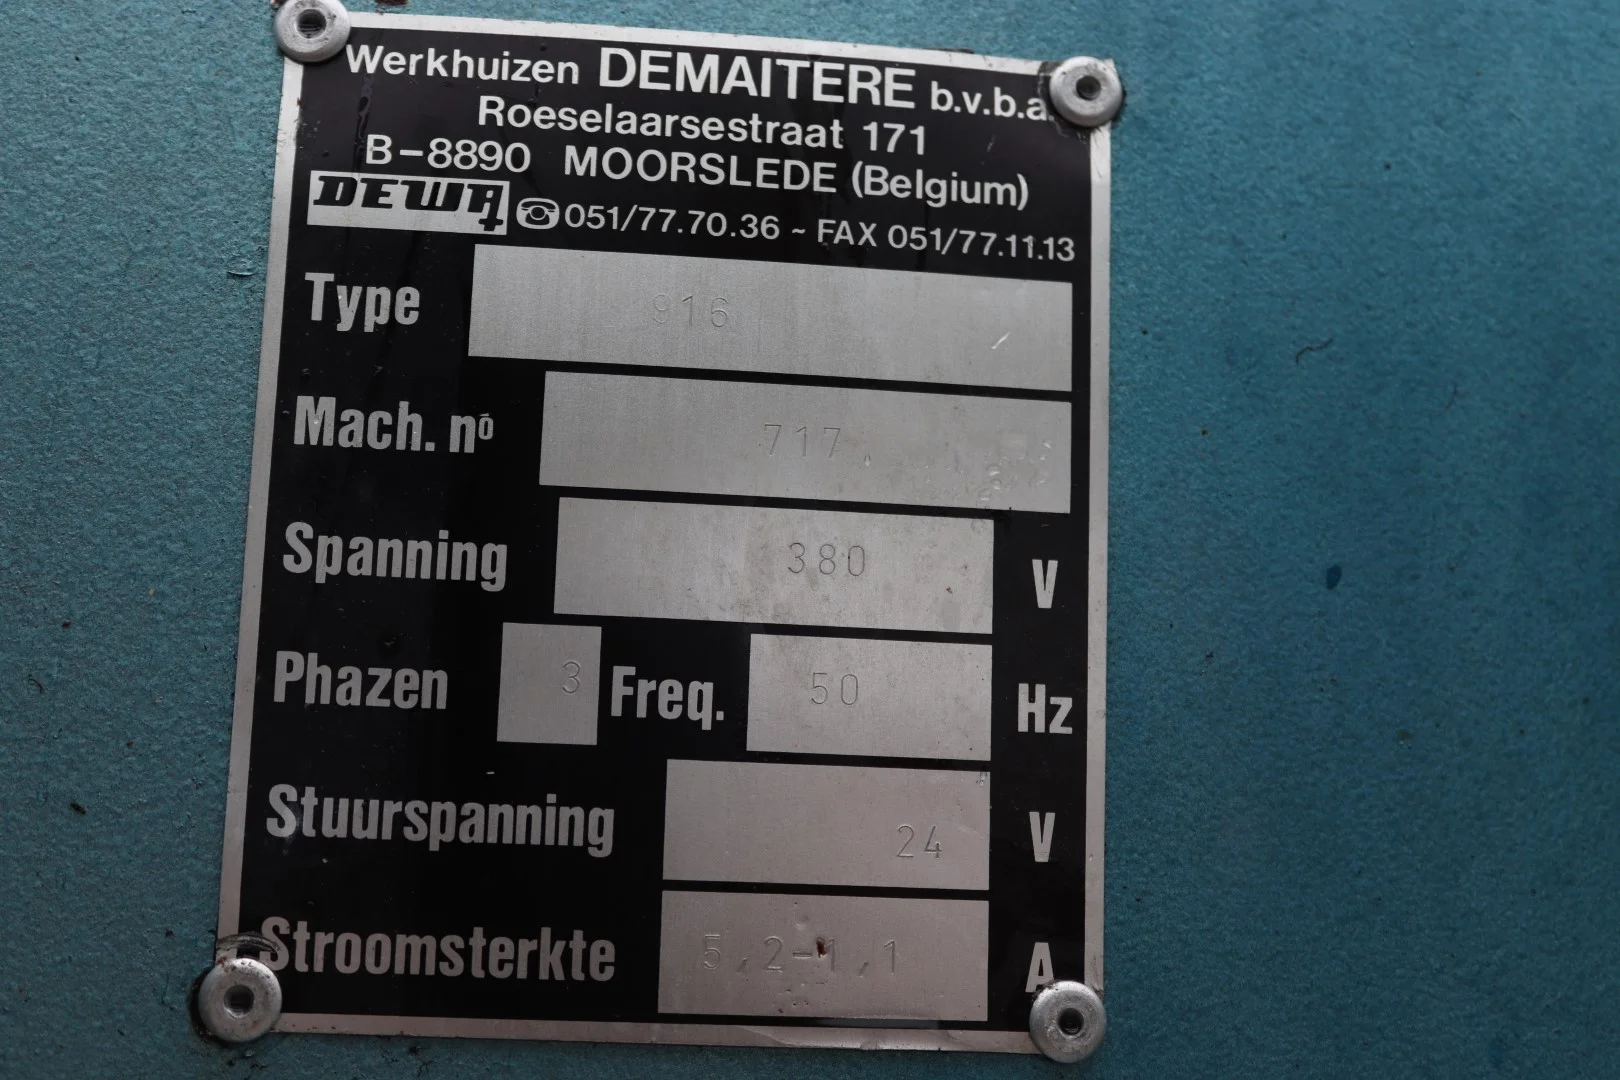 Werkhuizen DEMAITERE b.v.b.a.
Roeselaarsestraat 171
B-8890 MOORSLEDE (Belgium)
DEWA ☎051/77.70.36 ~ FAX 051/77.11.13
Type 916
Mach. nº 717.
Spanning 380 V
Phazen 3 Freq. 50 Hz
Stuurspanning 24 V
Stroomsterkte 5,2-1,1 A